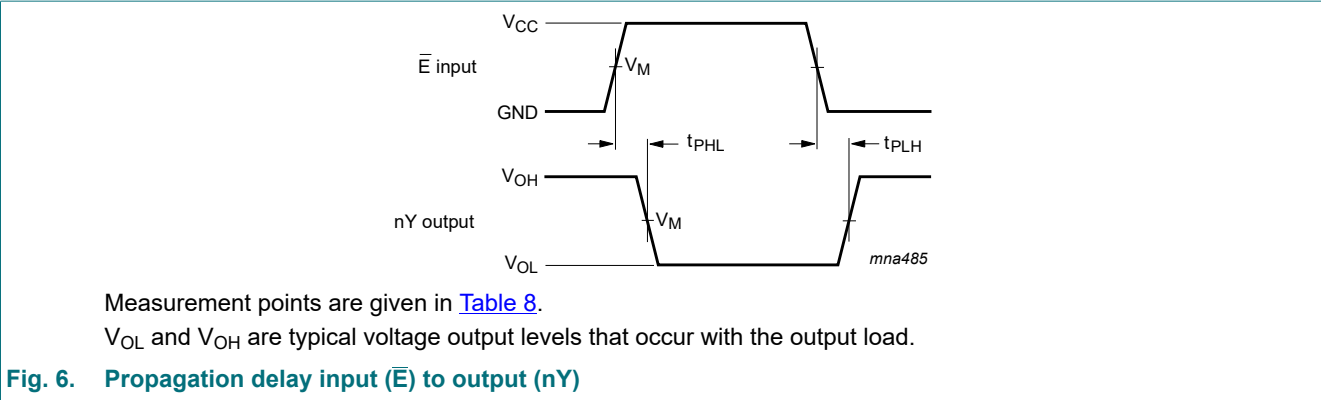 V_CC
E̅ input
V_M
GND
t_PHL
t_PLH
V_OH
nY output
V_M
V_OL
mna485
Measurement points are given in Table 8.
V_OL and V_OH are typical voltage output levels that occur with the output load.
Fig. 6. Propagation delay input (E̅) to output (nY)